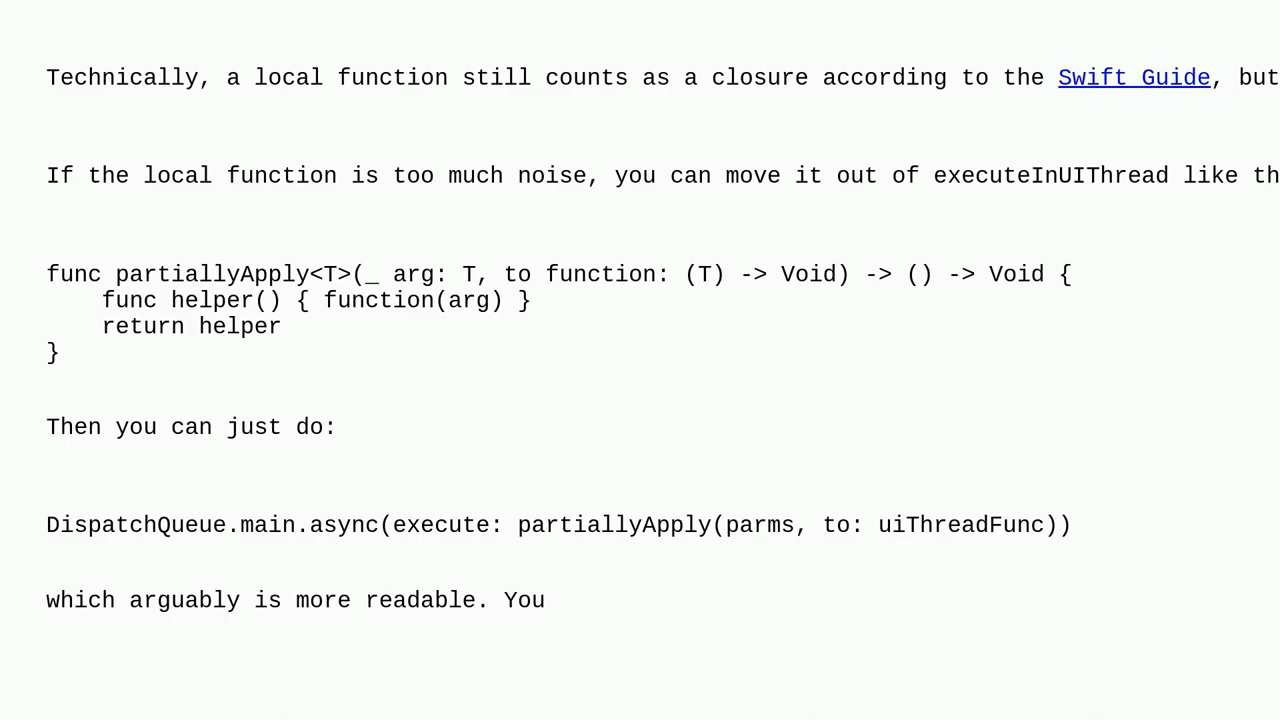 Technically, a local function still counts as a closure according to the Swift Guide, but
If the local function is too much noise, you can move it out of executeInUIThread like th
func partiallyApply<T>(_ arg: T, to function: (T) -> Void) -> () -> Void {
    func helper() { function(arg) }
    return helper
}
Then you can just do:
DispatchQueue.main.async(execute: partiallyApply(parms, to: uiThreadFunc))
which arguably is more readable. You